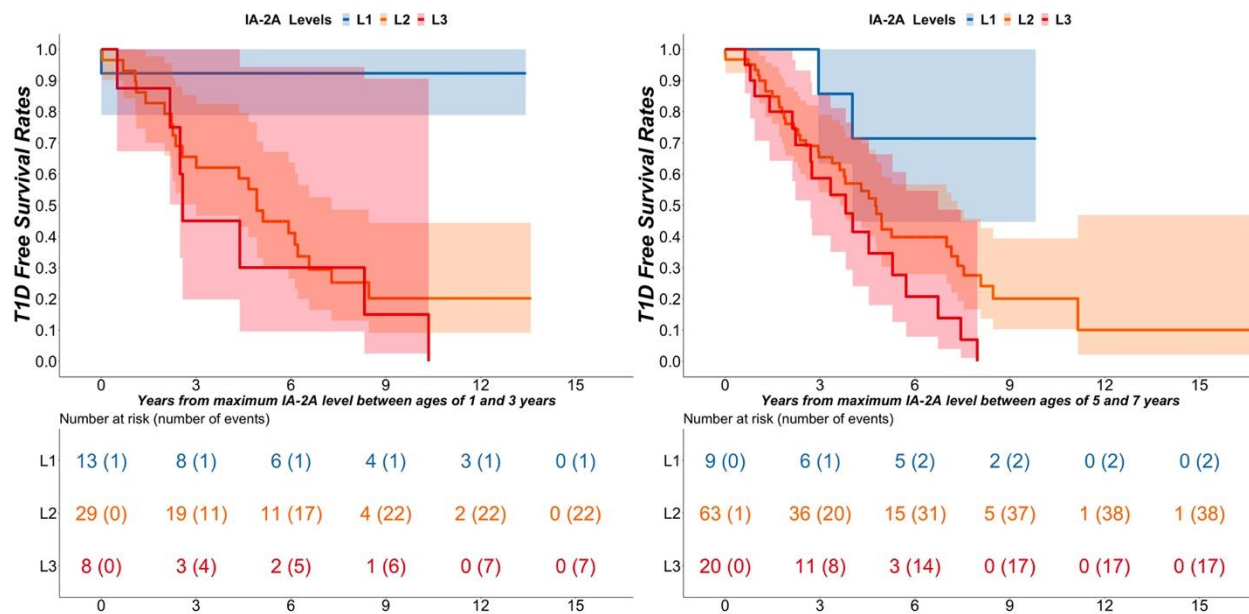 IA-2A Levels L1 L2 L3
T1D Free Survival Rates
1.0
0.9
0.8
0.7
0.6
0.5
0.4
0.3
0.2
0.1
0.0
0 3 6 9 12 15
Years from maximum IA-2A level between ages of 1 and 3 years
Number at risk (number of events)
L1 13 (1) 8 (1) 6 (1) 4 (1) 3 (1) 0 (1)
L2 29 (0) 19 (11) 11 (17) 4 (22) 2 (22) 0 (22)
L3 8 (0) 3 (4) 2 (5) 1 (6) 0 (7) 0 (7)
0 3 6 9 12 15
IA-2A Levels L1 L2 L3
T1D Free Survival Rates
1.0
0.9
0.8
0.7
0.6
0.5
0.4
0.3
0.2
0.1
0.0
0 3 6 9 12 15
Years from maximum IA-2A level between ages of 5 and 7 years
Number at risk (number of events)
L1 9 (0) 6 (1) 5 (2) 2 (2) 0 (2) 0 (2)
L2 63 (1) 36 (20) 15 (31) 5 (37) 1 (38) 1 (38)
L3 20 (0) 11 (8) 3 (14) 0 (17) 0 (17) 0 (17)
0 3 6 9 12 15